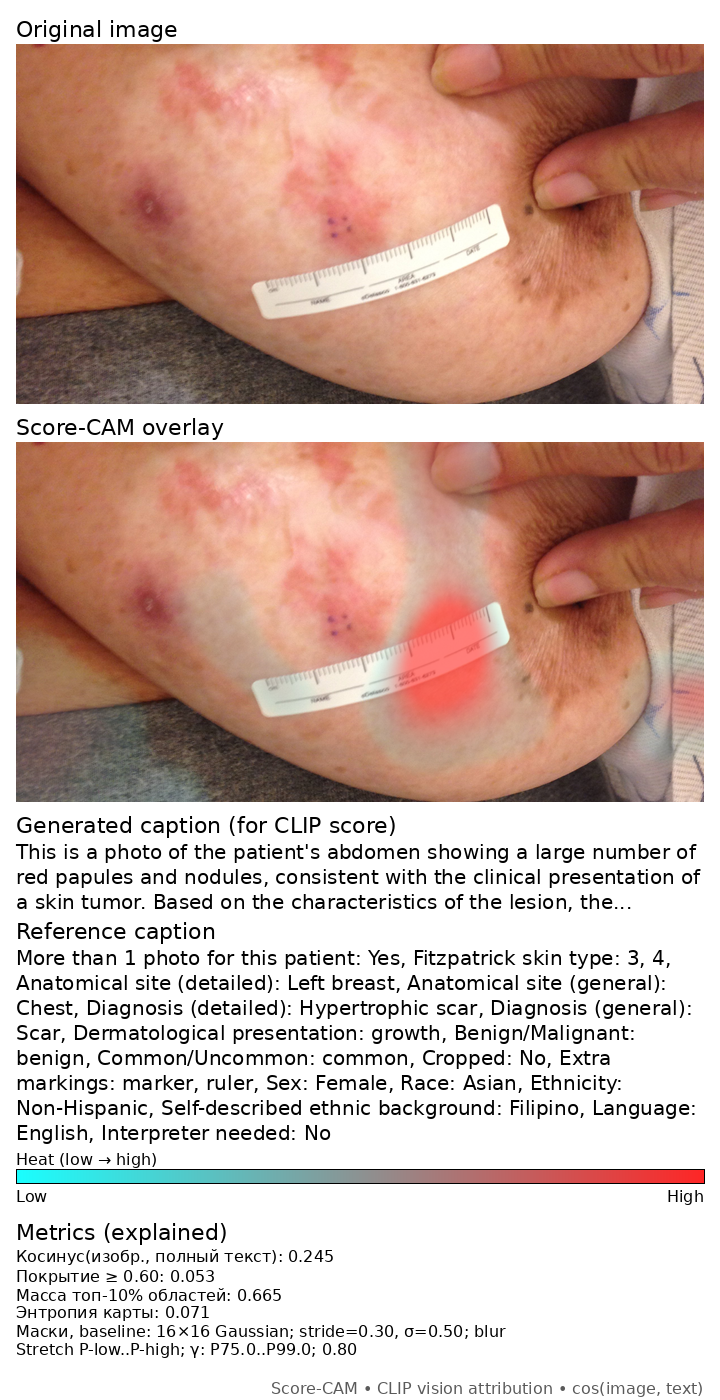 Original image
NAME
AREA
DATE
Score-CAM overlay
NAME
AREA
DATE
Generated caption (for CLIP score)
This is a photo of the patient's abdomen showing a large number of
red papules and nodules, consistent with the clinical presentation of
a skin tumor. Based on the characteristics of the lesion, the...
Reference caption
More than 1 photo for this patient: Yes, Fitzpatrick skin type: 3, 4,
Anatomical site (detailed): Left breast, Anatomical site (general):
Chest, Diagnosis (detailed): Hypertrophic scar, Diagnosis (general):
Scar, Dermatological presentation: growth, Benign/Malignant:
benign, Common/Uncommon: common, Cropped: No, Extra
markings: marker, ruler, Sex: Female, Race: Asian, Ethnicity:
Non-Hispanic, Self-described ethnic background: Filipino, Language:
English, Interpreter needed: No
Heat (low → high)
Low High
Metrics (explained)
Косинус(изобр., полный текст): 0.245
Покрытие ≥ 0.60: 0.053
Масса топ-10% областей: 0.665
Энтропия карты: 0.071
Маски, baseline: 16×16 Gaussian; stride=0.30, σ=0.50; blur
Stretch P-low..P-high; γ: P75.0..P99.0; 0.80
Score-CAM • CLIP vision attribution • cos(image, text)